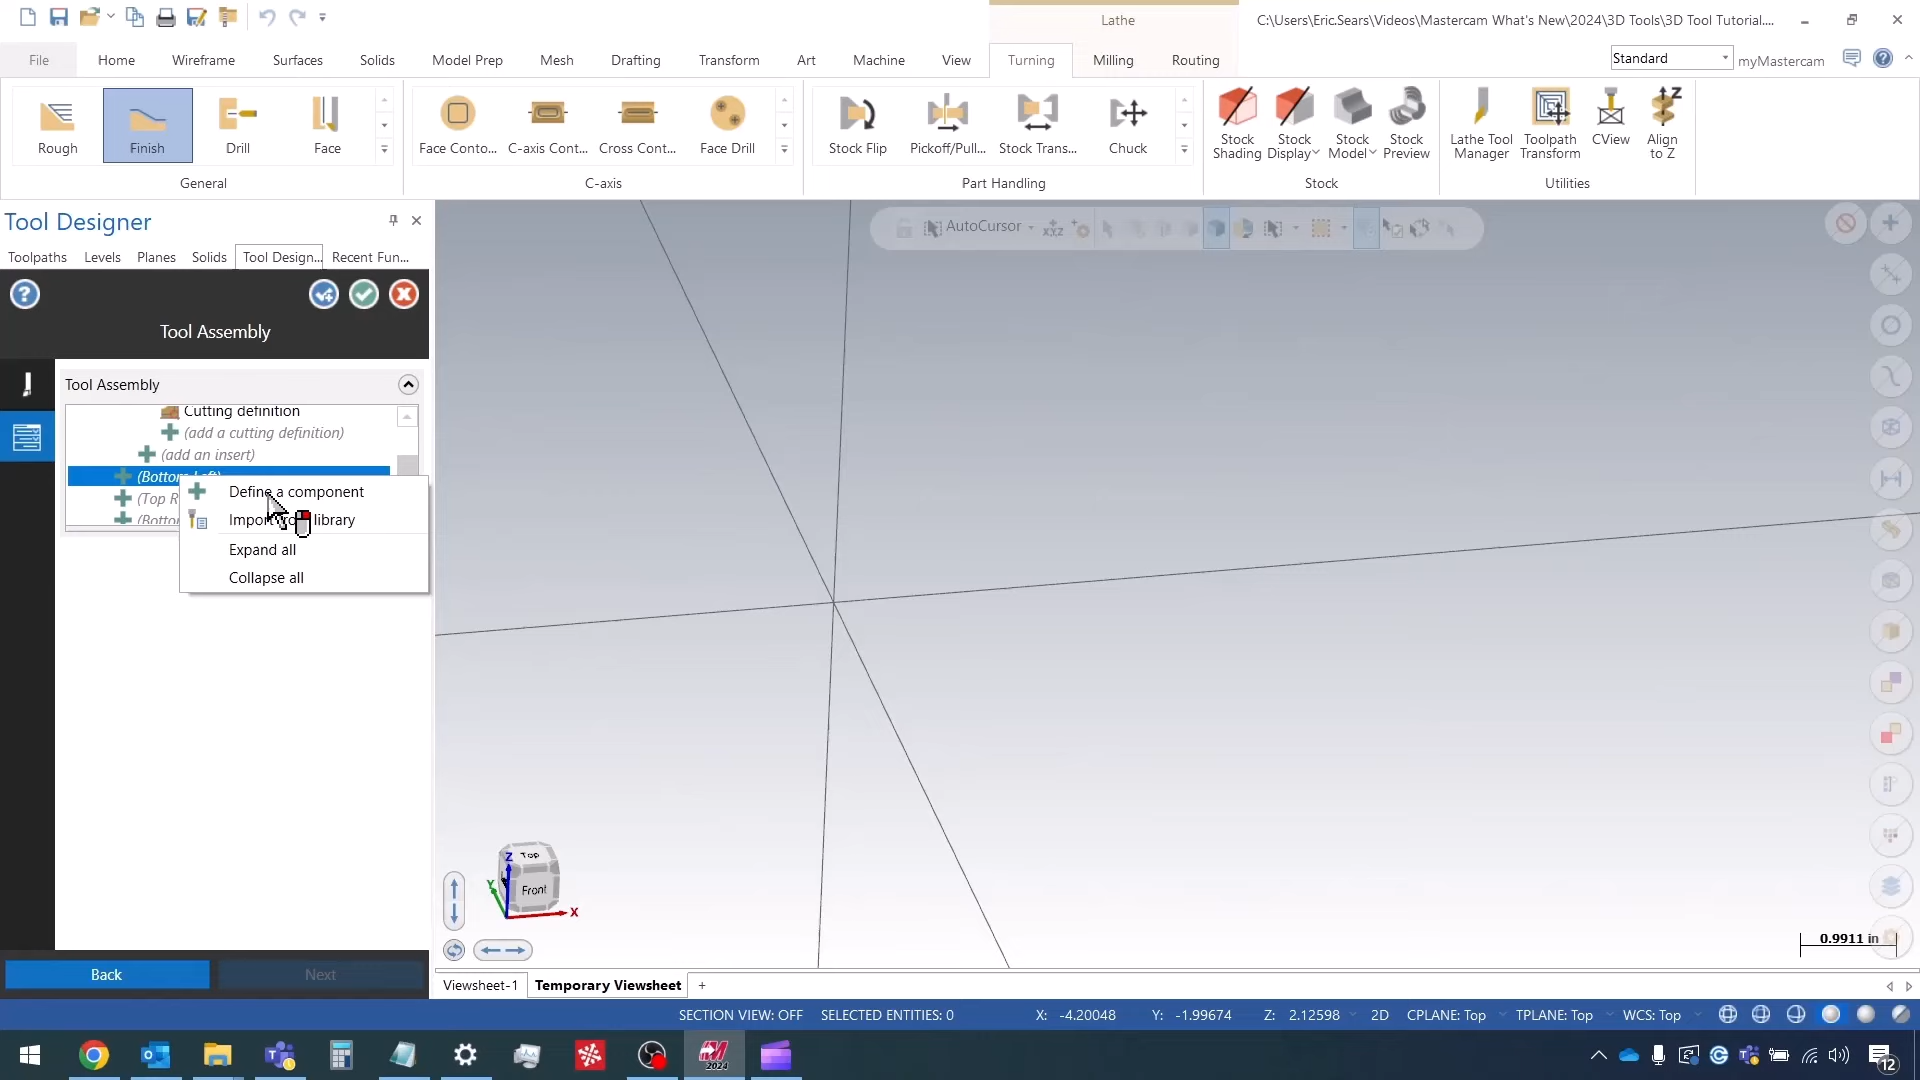 Lathe
C:\Users\Eric.Sears\Videos\Mastercam What's New\2024\3D Tools\3D Tool Tutorial....
File Home Wireframe Surfaces Solids Model Prep Mesh Drafting Transform Art Machine View Turning Milling Routing
Standard
myMastercam
Rough Finish Drill Face
Face Conto... C-axis Cont... Cross Cont... Face Drill
Stock Flip Pickoff/Pull... Stock Trans... Chuck
Stock Shading
Stock Display
Stock Model
Stock Preview
Lathe Tool Manager
Toolpath Transform
CView
Align to Z
General C-axis Part Handling Stock Utilities
Tool Designer
Toolpaths Levels Planes Solids Tool Design... Recent Fun...
AutoCursor
Tool Assembly
Tool Assembly
Cutting definition
(add a cutting definition)
(add an insert)
(Bottom Left)
(Top R
(Botto
Define a component
Import library
Expand all
Collapse all
Top
Front
Z
Y
X
0.9911 in
Back Next
Viewsheet-1 Temporary Viewsheet +
SECTION VIEW: OFF SELECTED ENTITIES: 0 X: -4.20048 Y: -1.99674 Z: 2.12598 2D CPLANE: Top TPLANE: Top WCS: Top
2024
12